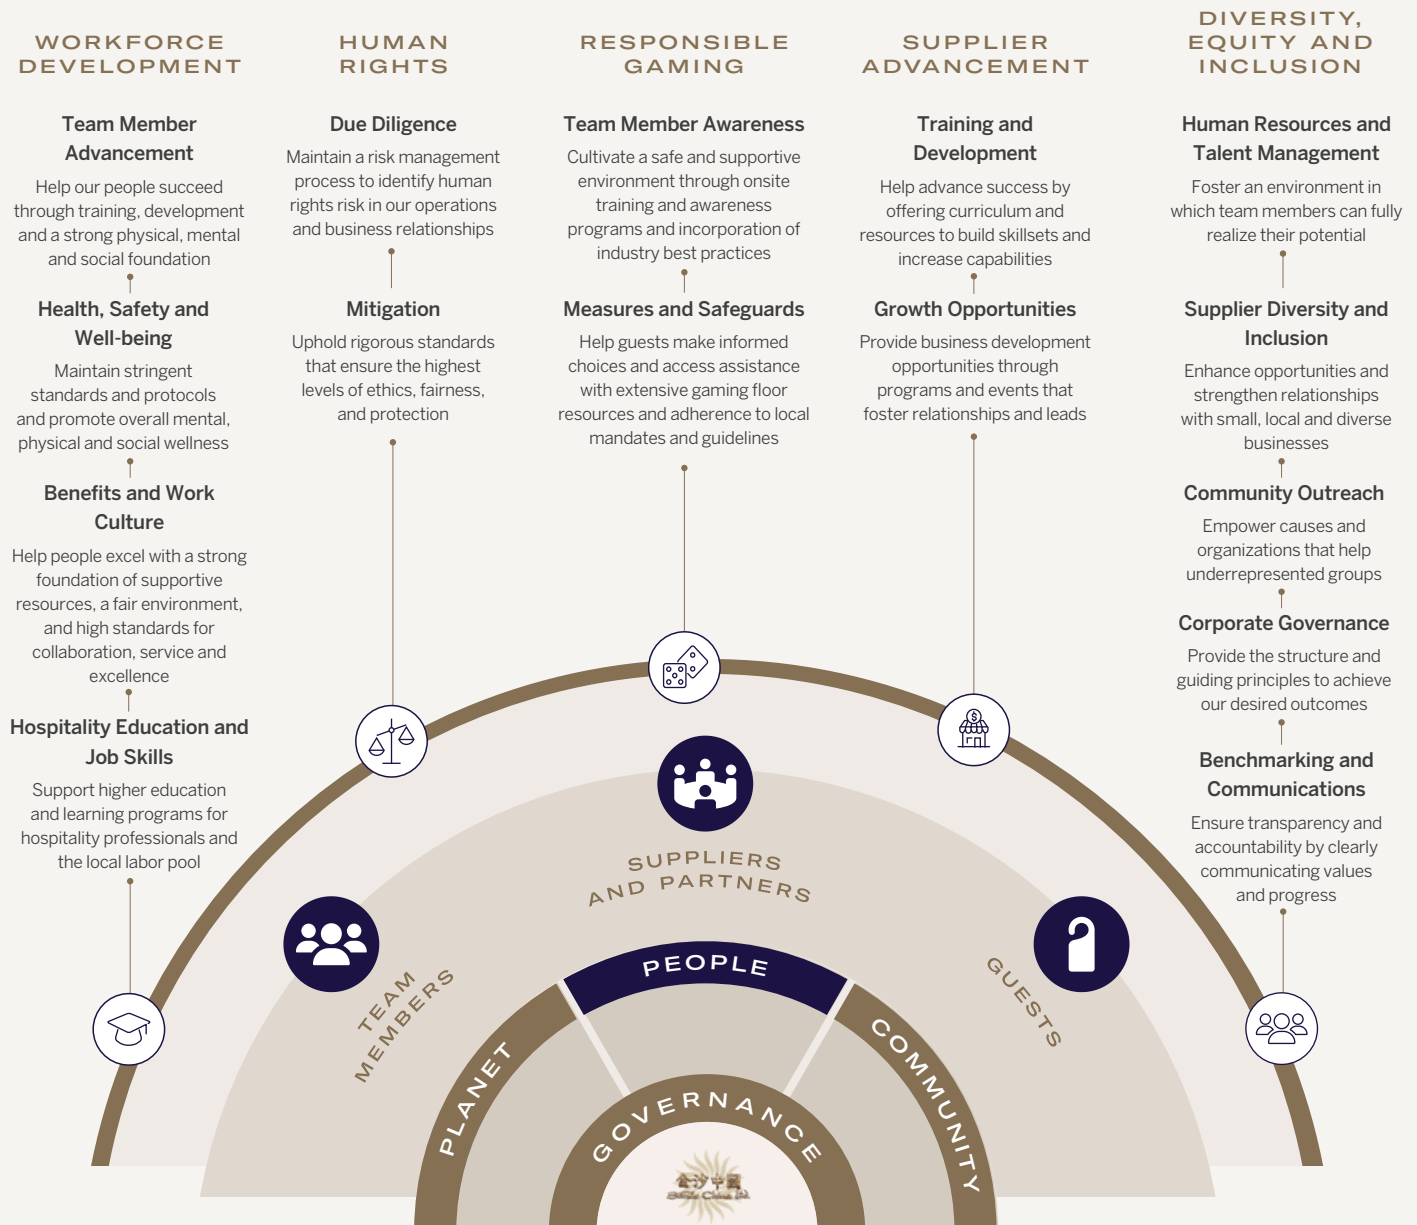 WORKFORCE
DEVELOPMENT
Team Member
Advancement
Help our people succeed
through training, development
and a strong physical, mental
and social foundation
Health, Safety and
Well-being
Maintain stringent
standards and protocols
and promote overall mental,
physical and social wellness
Benefits and Work
Culture
Help people excel with a strong
foundation of supportive
resources, a fair environment,
and high standards for
collaboration, service and
excellence
Hospitality Education and
Job Skills
Support higher education
and learning programs for
hospitality professionals and
the local labor pool
HUMAN
RIGHTS
Due Diligence
Maintain a risk management
process to identify human
rights risk in our operations
and business relationships
Mitigation
Uphold rigorous standards
that ensure the highest
levels of ethics, fairness,
and protection
RESPONSIBLE
GAMING
Team Member Awareness
Cultivate a safe and supportive
environment through onsite
training and awareness
programs and incorporation of
industry best practices
Measures and Safeguards
Help guests make informed
choices and access assistance
with extensive gaming floor
resources and adherence to local
mandates and guidelines
SUPPLIER
ADVANCEMENT
Training and
Development
Help advance success by
offering curriculum and
resources to build skillsets and
increase capabilities
Growth Opportunities
Provide business development
opportunities through
programs and events that
foster relationships and leads
DIVERSITY,
EQUITY AND
INCLUSION
Human Resources and
Talent Management
Foster an environment in
which team members can fully
realize their potential
Supplier Diversity and
Inclusion
Enhance opportunities and
strengthen relationships
with small, local and diverse
businesses
Community Outreach
Empower causes and
organizations that help
underrepresented groups
Corporate Governance
Provide the structure and
guiding principles to achieve
our desired outcomes
Benchmarking and
Communications
Ensure transparency and
accountability by clearly
communicating values
and progress
SUPPLIERS
AND PARTNERS
TEAM
MEMBERS
GUESTS
PEOPLE
PLANET
COMMUNITY
GOVERNANCE
金沙中國
Sands China Ltd.